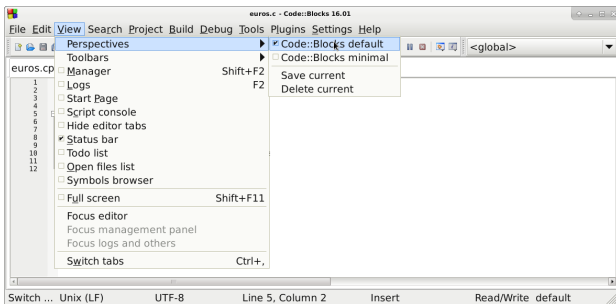 euros.c - Code::Blocks 16.01
File Edit View Search Project Build Debug Tools Plugins Settings Help
<global>
euros.cp
1
2
3
4
5
6
7
8
9
10
11
12
Perspectives
Toolbars
Manager Shift+F2
Logs F2
Start Page
Script console
Hide editor tabs
Status bar
Todo list
Open files list
Symbols browser
Full screen Shift+F11
Focus editor
Focus management panel
Focus logs and others
Switch tabs Ctrl+,
Code::Blocks default
Code::Blocks minimal
Save current
Delete current
Switch ... Unix (LF) UTF-8 Line 5, Column 2 Insert Read/Write default